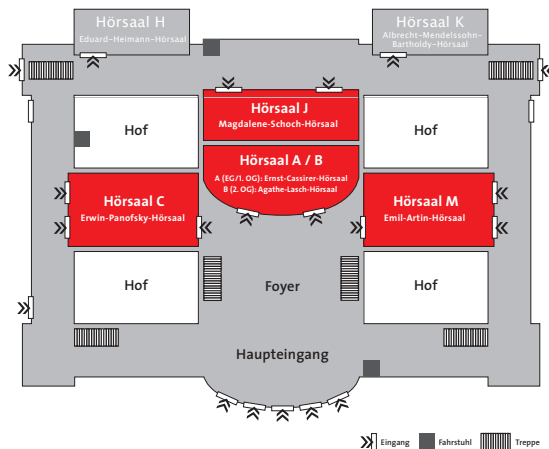 Hörsaal H
Eduard-Heimann-Hörsaal
Hörsaal K
Albrecht-Mendelssohn-
Bartholdy-Hörsaal
Hof
Hörsaal J
Magdalene-Schoch-Hörsaal
Hof
Hörsaal A / B
A (EG/1. OG): Ernst-Cassirer-Hörsaal
B (2. OG): Agathe-Lasch-Hörsaal
Hörsaal C
Erwin-Panofsky-Hörsaal
Hörsaal M
Emil-Artin-Hörsaal
Hof
Foyer
Hof
Haupteingang
Eingang
Fahrstuhl
Treppe